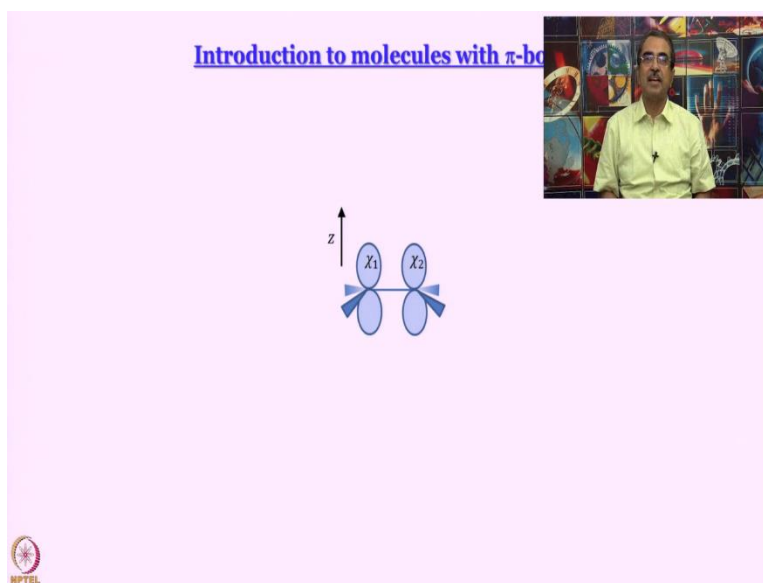 Introduction to molecules with π-bo
z
χ₁
χ₂
NPTEL